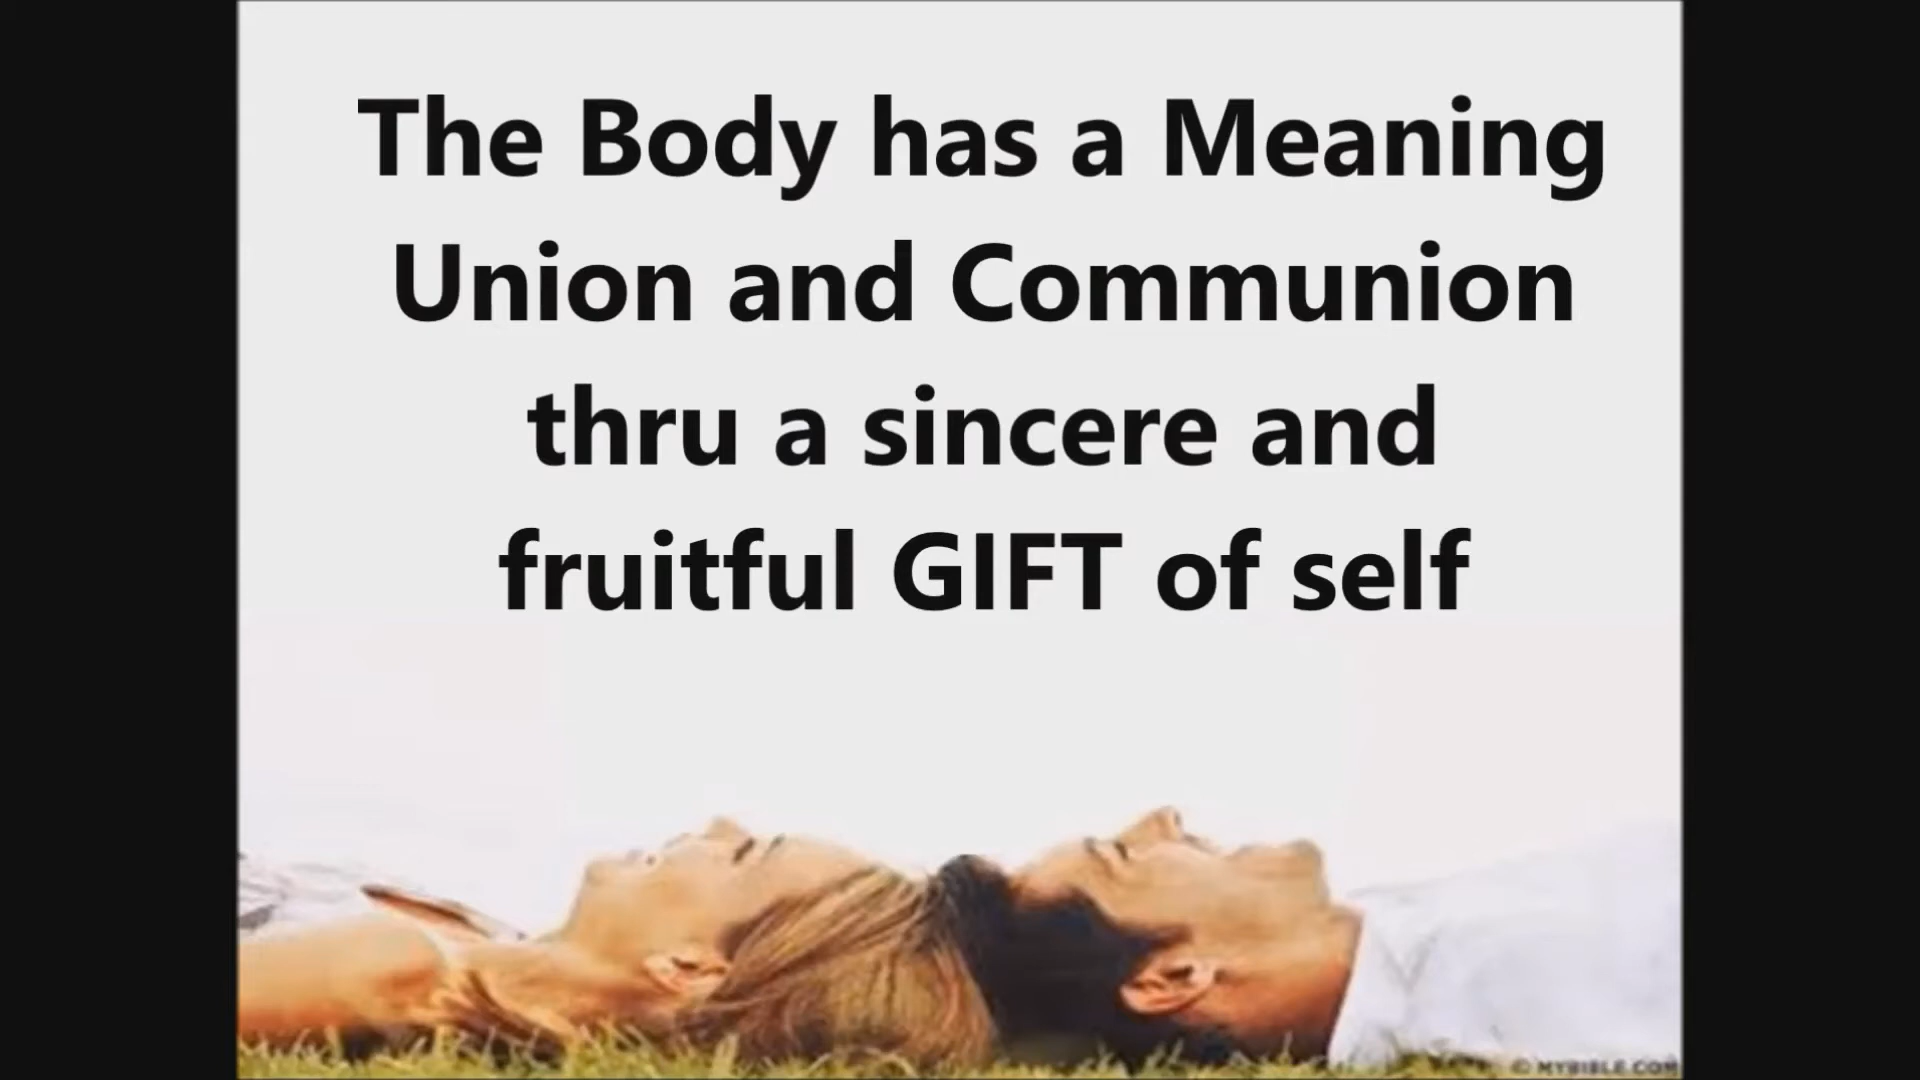 The Body has a Meaning
Union and Communion
thru a sincere and
fruitful GIFT of self
© MYBIBLE.COM